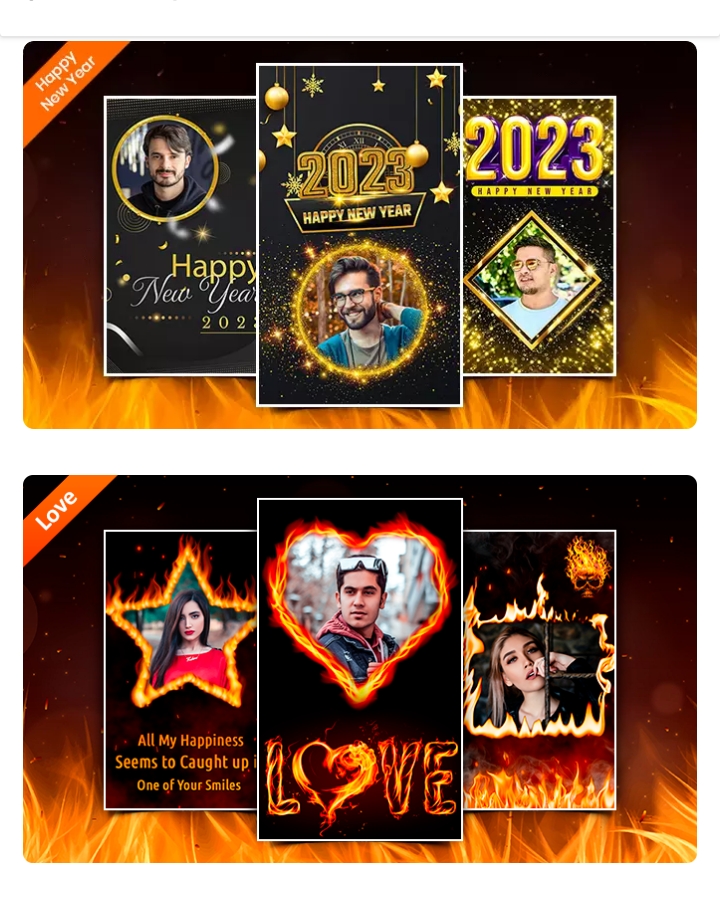 Happy
New Year
Happy
New Year
202
2023
HAPPY NEW YEAR
2023
HAPPY NEW YEAR
Love
All My Happiness
Seems to Caught up i
One of Your Smiles
LOVE